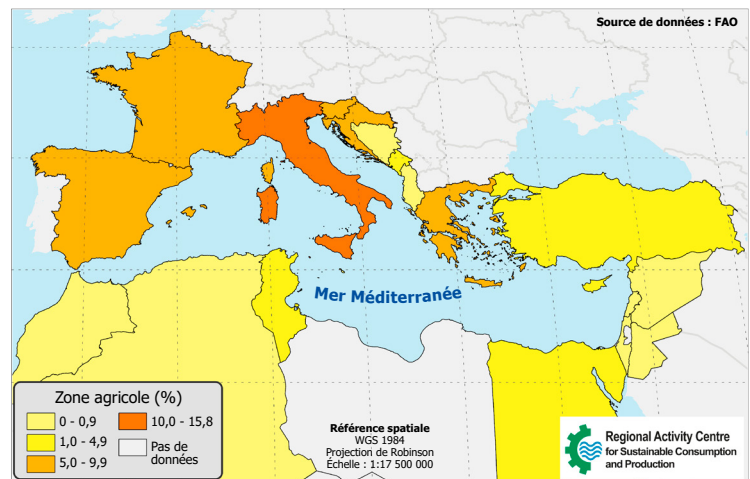 Source de données : FAO
Mer Méditerranée
Zone agricole (%)
0 - 0,9
10,0 - 15,8
1,0 - 4,9
Pas de
données
5,0 - 9,9
Référence spatiale
WGS 1984
Projection de Robinson
Échelle : 1:17 500 000
Regional Activity Centre
for Sustainable Consumption
and Production